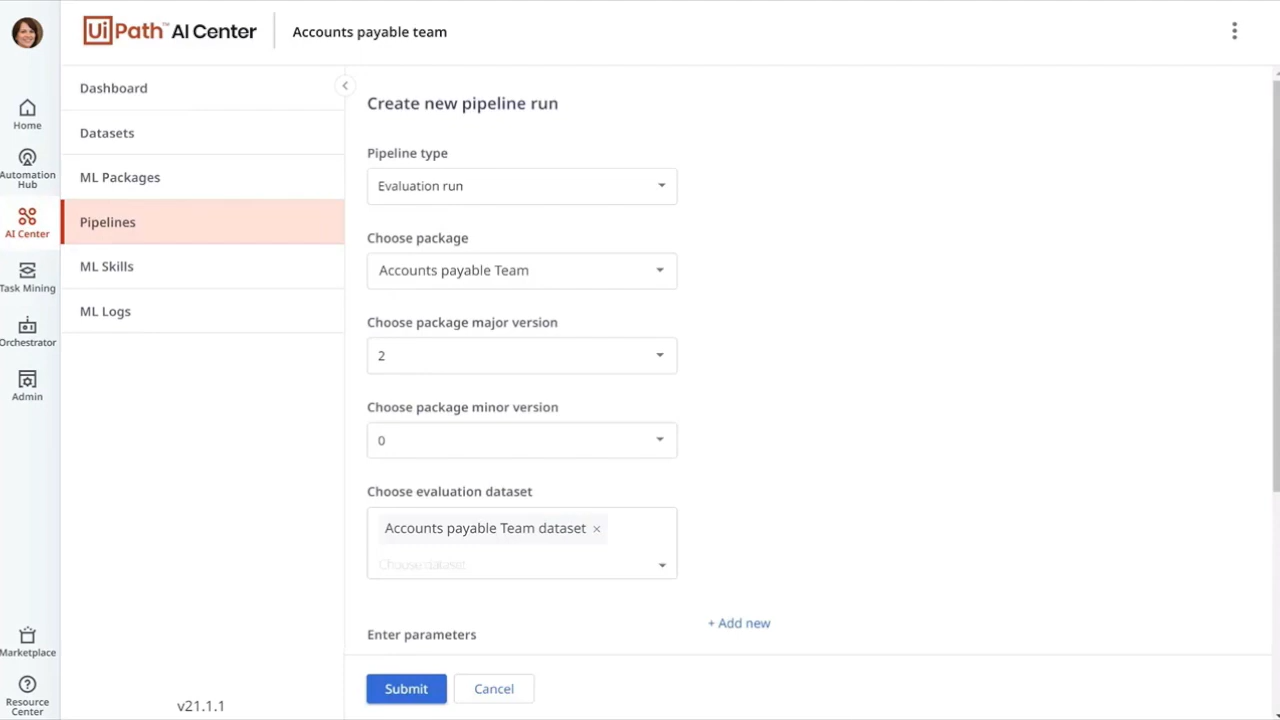 UiPath™ AI Center
Accounts payable team
Home
Automation
Hub
AI Center
Task Mining
Orchestrator
Admin
Marketplace
Resource
Center
Dashboard
Datasets
ML Packages
Pipelines
ML Skills
ML Logs
v21.1.1
Create new pipeline run
Pipeline type
Evaluation run
Choose package
Accounts payable Team
Choose package major version
2
Choose package minor version
0
Choose evaluation dataset
Accounts payable Team dataset ×
Choose dataset
+ Add new
Enter parameters
Submit
Cancel